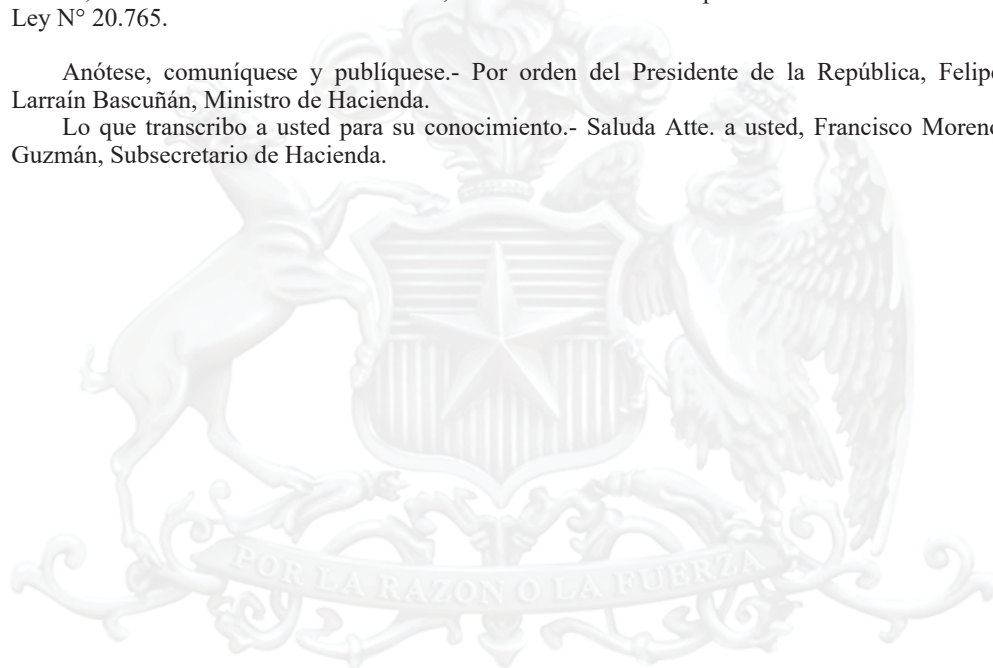 Ley N° 20.765.
Anótese, comuníquese y publíquese.- Por orden del Presidente de la República, Felipe
Larraín Bascuñán, Ministro de Hacienda.
Lo que transcribo a usted para su conocimiento.- Saluda Atte. a usted, Francisco Moreno
Guzmán, Subsecretario de Hacienda.
POR LA RAZON O LA FUERZA